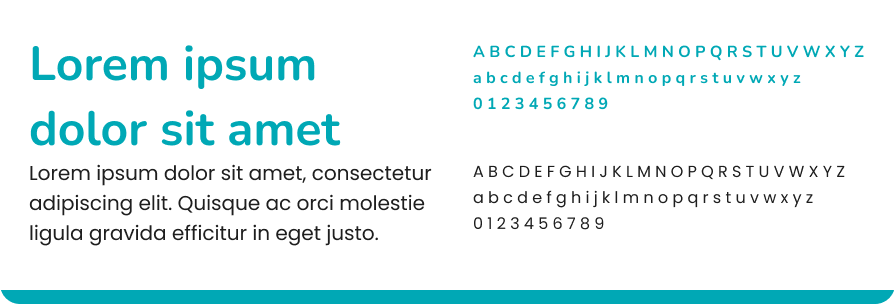 Lorem ipsum
dolor sit amet
Lorem ipsum dolor sit amet, consectetur
adipiscing elit. Quisque ac orci molestie
ligula gravida efficitur in eget justo.
A B C D E F G H I J K L M N O P Q R S T U V W X Y Z
a b c d e f g h i j k l m n o p q r s t u v w x y z
0 1 2 3 4 5 6 7 8 9
A B C D E F G H I J K L M N O P Q R S T U V W X Y Z
a b c d e f g h i j k l m n o p q r s t u v w x y z
0 1 2 3 4 5 6 7 8 9